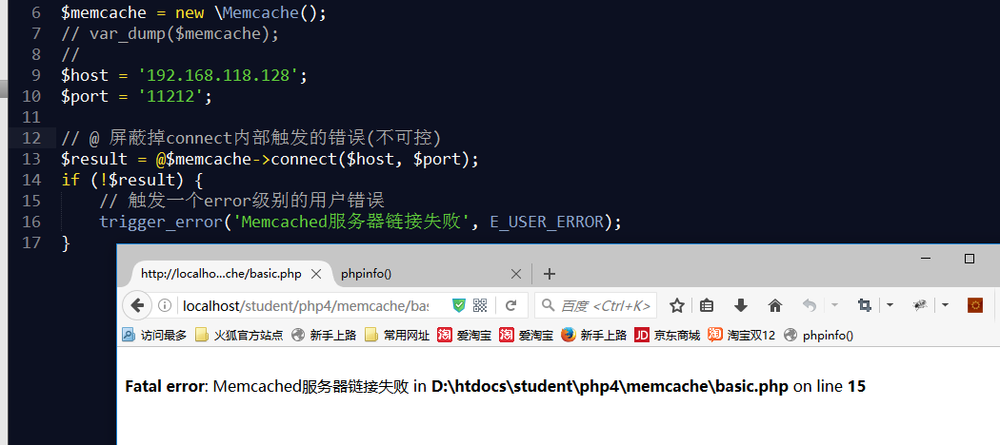 6 $memcache = new \Memcache();
7 // var_dump($memcache);
8 //
9 $host = '192.168.118.128';
10 $port = '11212';
11
12 // @ 屏蔽掉connect内部触发的错误(不可控)
13 $result = @$memcache->connect($host, $port);
14 if (!$result) {
15 // 触发一个error级别的用户错误
16 trigger_error('Memcached服务器链接失败', E_USER_ERROR);
17 }
http://localho...che/basic.php phpinfo()
localhost/student/php4/memcache/bas 百度 <Ctrl+K>
访问最多 火狐官方站点 新手上路 常用网址 淘 爱淘宝 淘 爱淘宝 新手上路 JD 京东商城 淘 淘宝双12 phpinfo()
Fatal error: Memcached服务器链接失败 in D:\htdocs\student\php4\memcache\basic.php on line 15